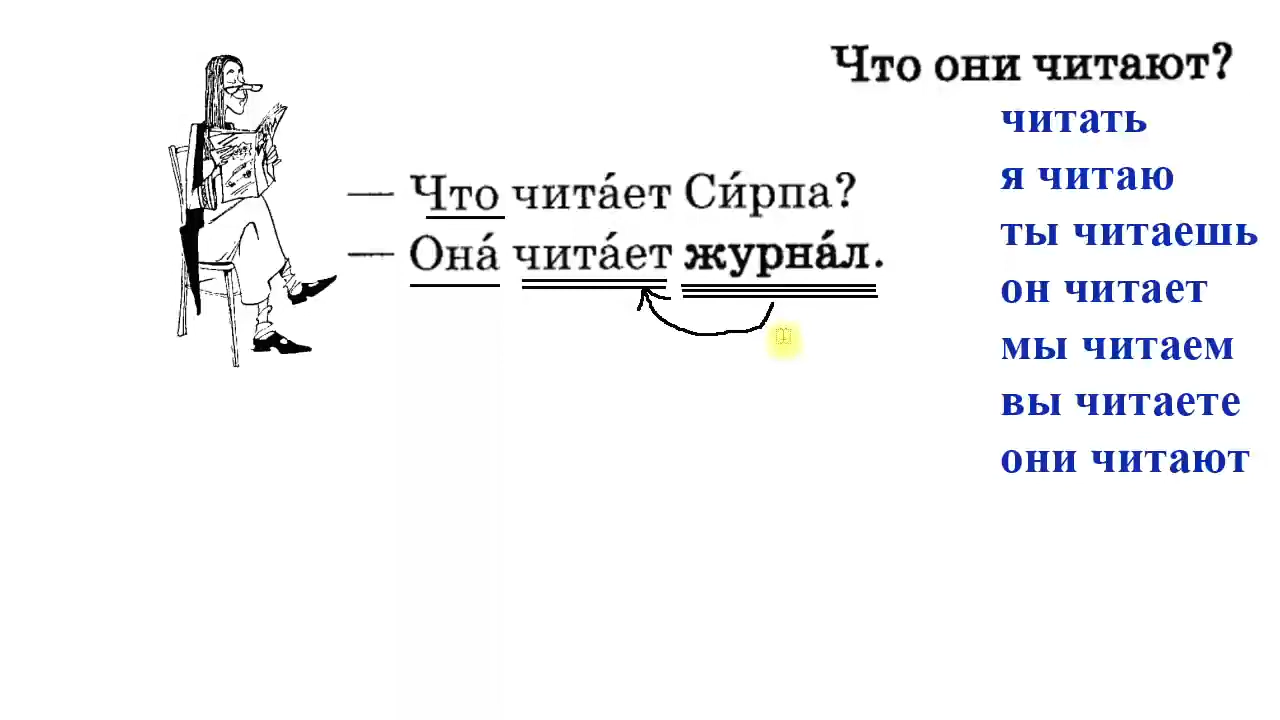 Что они читают?
читать
я читаю
ты читаешь
он читает
мы читаем
вы читаете
они читают
— Что чита́ет Си́рпа?
— Она́ чита́ет журна́л.